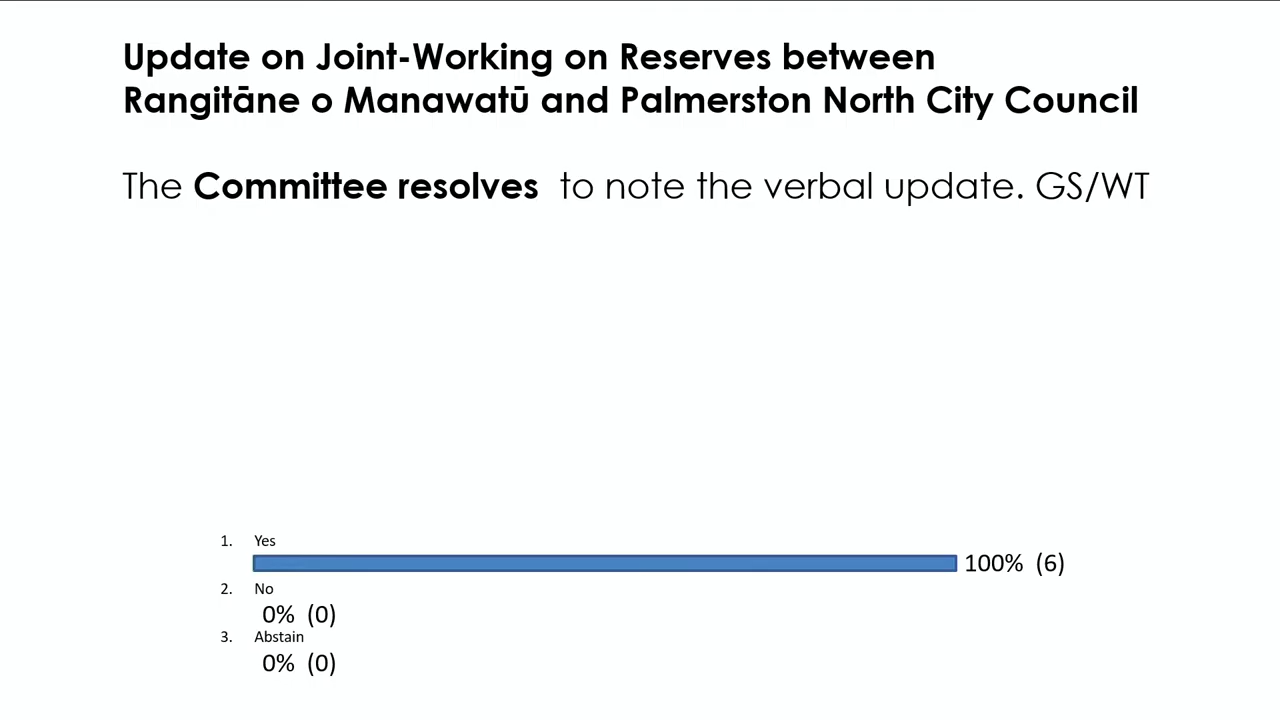 Update on Joint-Working on Reserves between
Rangitāne o Manawatū and Palmerston North City Council
The Committee resolves to note the verbal update. GS/WT
1. Yes
100% (6)
2. No
0% (0)
3. Abstain
0% (0)